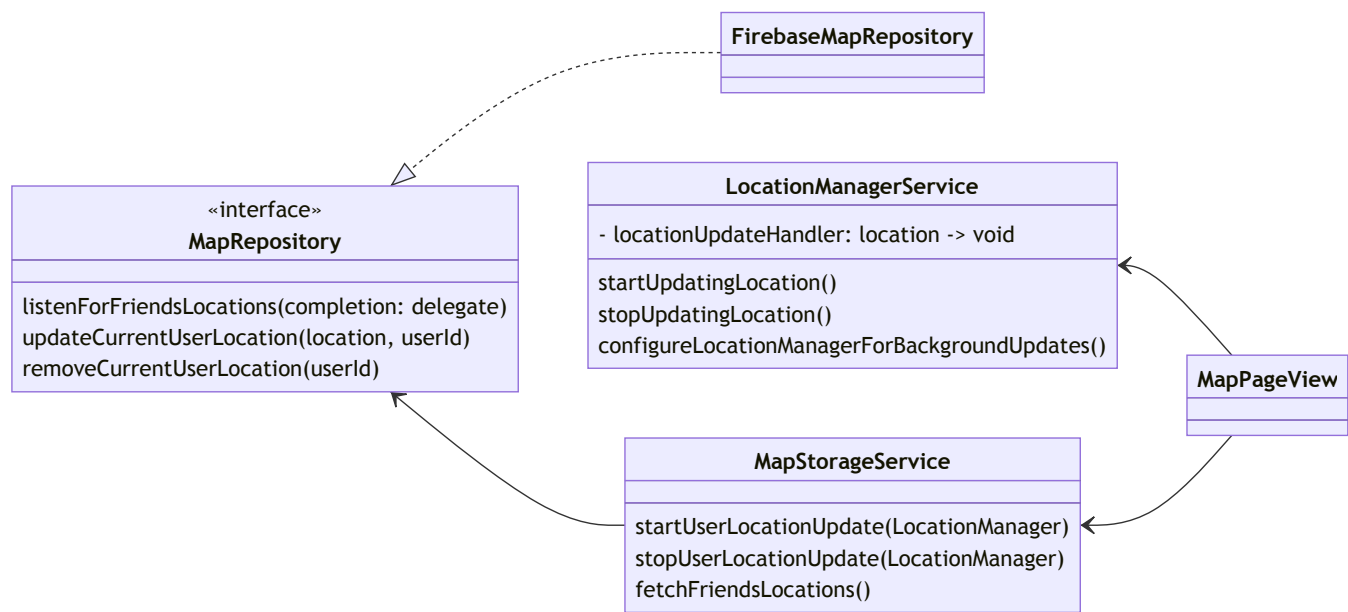 FirebaseMapRepository
«interface»
MapRepository
listenForFriendsLocations(completion: delegate)
updateCurrentUserLocation(location, userId)
removeCurrentUserLocation(userId)
LocationManagerService
- locationUpdateHandler: location -> void
startUpdatingLocation()
stopUpdatingLocation()
configureLocationManagerForBackgroundUpdates()
MapPageView
MapStorageService
startUserLocationUpdate(LocationManager)
stopUserLocationUpdate(LocationManager)
fetchFriendsLocations()